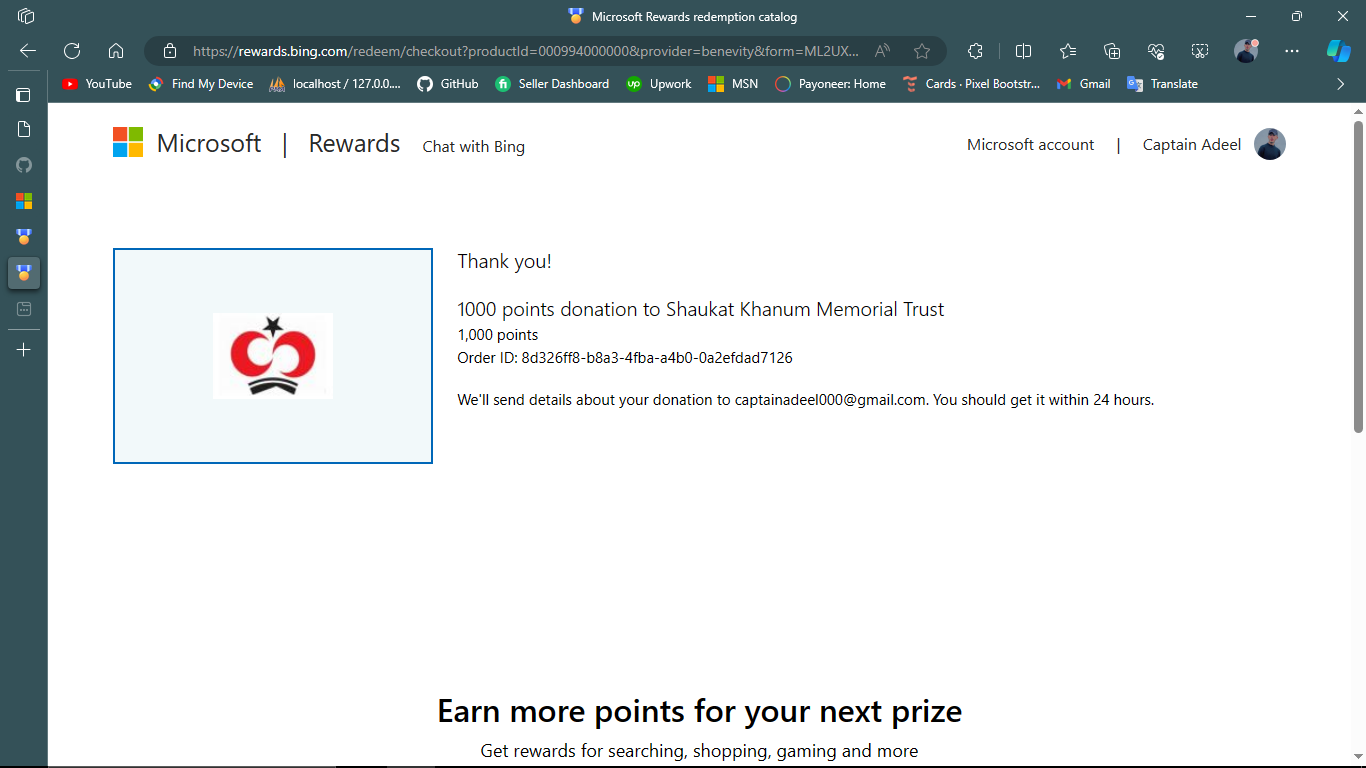 Microsoft Rewards redemption catalog
https://rewards.bing.com/redeem/checkout?productId=000994000000&provider=benevity&form=ML2UX...
YouTube Find My Device localhost / 127.0.0.... GitHub Seller Dashboard Upwork MSN Payoneer: Home Cards · Pixel Bootstr... Gmail Translate
Microsoft | Rewards Chat with Bing Microsoft account | Captain Adeel
Thank you!
1000 points donation to Shaukat Khanum Memorial Trust
1,000 points
Order ID: 8d326ff8-b8a3-4fba-a4b0-0a2efdad7126
We'll send details about your donation to captainadeel000@gmail.com. You should get it within 24 hours.
Earn more points for your next prize
Get rewards for searching, shopping, gaming and more